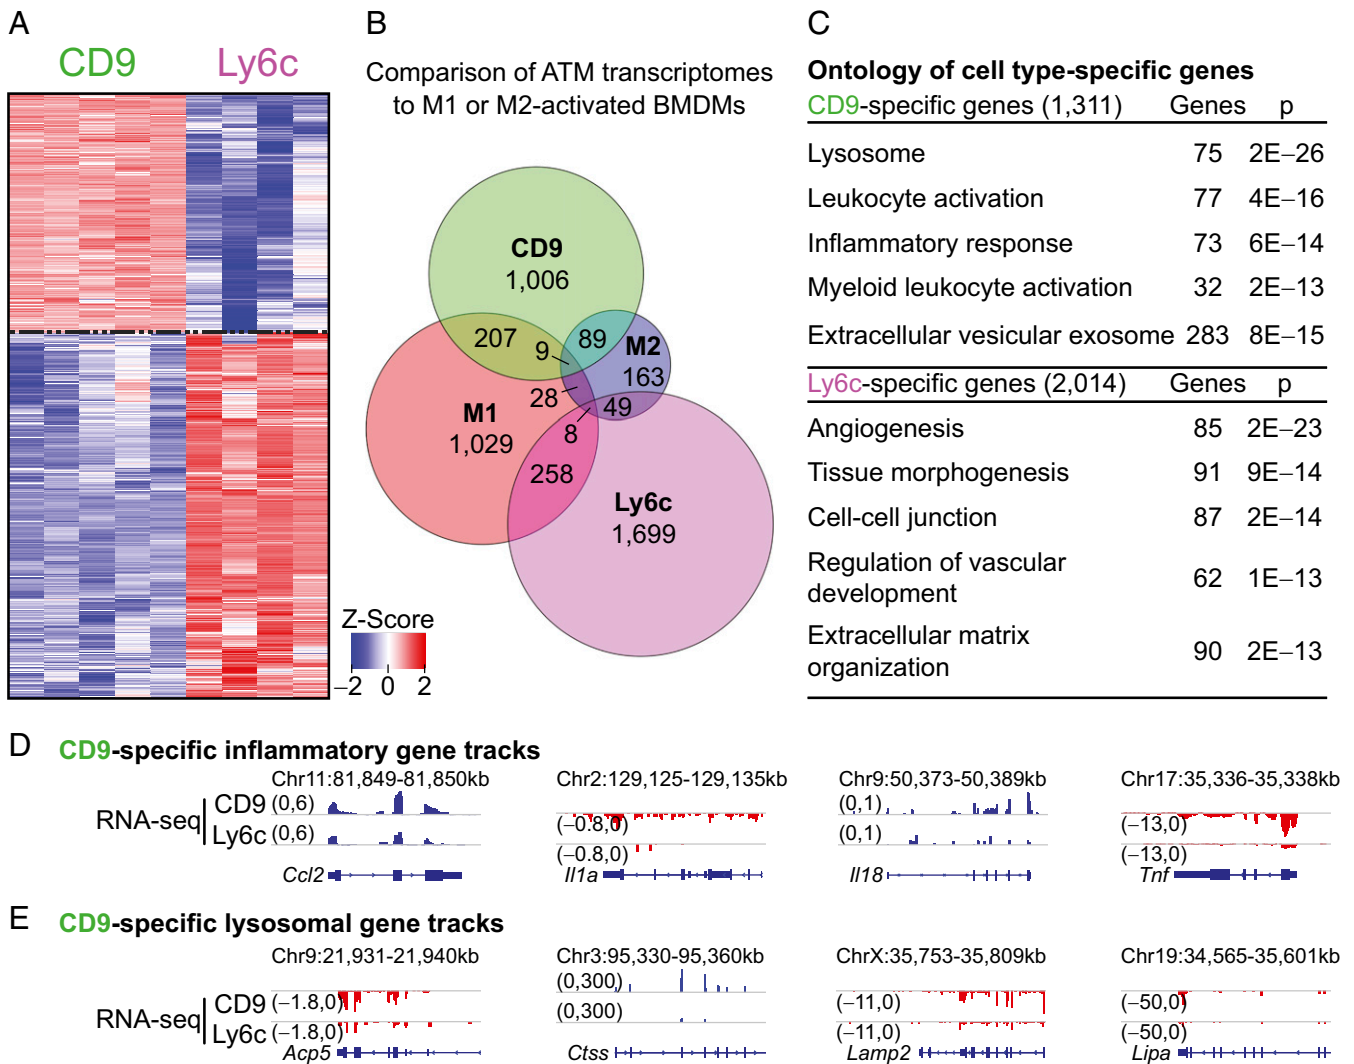 A
CD9 Ly6c
Z-Score
−2 0 2
B
Comparison of ATM transcriptomes
to M1 or M2-activated BMDMs
CD9
1,006
207
9
89
M2
163
28
49
M1
1,029
8
258
Ly6c
1,699
C
Ontology of cell type-specific genes
CD9-specific genes (1,311) Genes p
Lysosome 75 2E−26
Leukocyte activation 77 4E−16
Inflammatory response 73 6E−14
Myeloid leukocyte activation 32 2E−13
Extracellular vesicular exosome 283 8E−15
Ly6c-specific genes (2,014) Genes p
Angiogenesis 85 2E−23
Tissue morphogenesis 91 9E−14
Cell-cell junction 87 2E−14
Regulation of vascular
development 62 1E−13
Extracellular matrix
organization 90 2E−13
D CD9-specific inflammatory gene tracks
Chr11:81,849-81,850kb Chr2:129,125-129,135kb Chr9:50,373-50,389kb Chr17:35,336-35,338kb
RNA-seq
CD9 (0,6) (−0.8,0) (0,1) (−13,0)
Ly6c (0,6) (−0.8,0) (0,1) (−13,0)
Ccl2 Il1a Il18 Tnf
E CD9-specific lysosomal gene tracks
Chr9:21,931-21,940kb Chr3:95,330-95,360kb ChrX:35,753-35,809kb Chr19:34,565-35,601kb
RNA-seq
CD9 (−1.8,0) (0,300) (−11,0) (−50,0)
Ly6c (−1.8,0) (0,300) (−11,0) (−50,0)
Acp5 Ctss Lamp2 Lipa